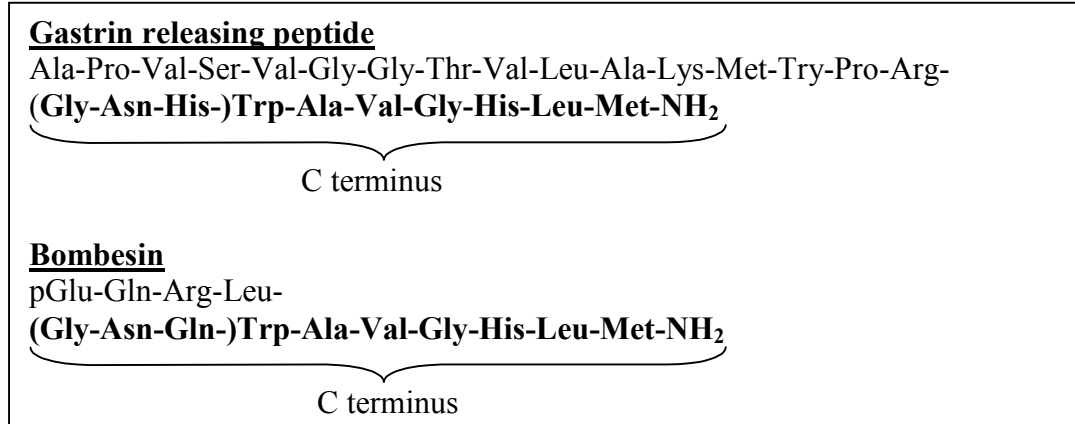 Gastrin releasing peptide
Ala-Pro-Val-Ser-Val-Gly-Gly-Thr-Val-Leu-Ala-Lys-Met-Try-Pro-Arg-
(Gly-Asn-His-)Trp-Ala-Val-Gly-His-Leu-Met-NH₂
C terminus
Bombesin
pGlu-Gln-Arg-Leu-
(Gly-Asn-Gln-)Trp-Ala-Val-Gly-His-Leu-Met-NH₂
C terminus